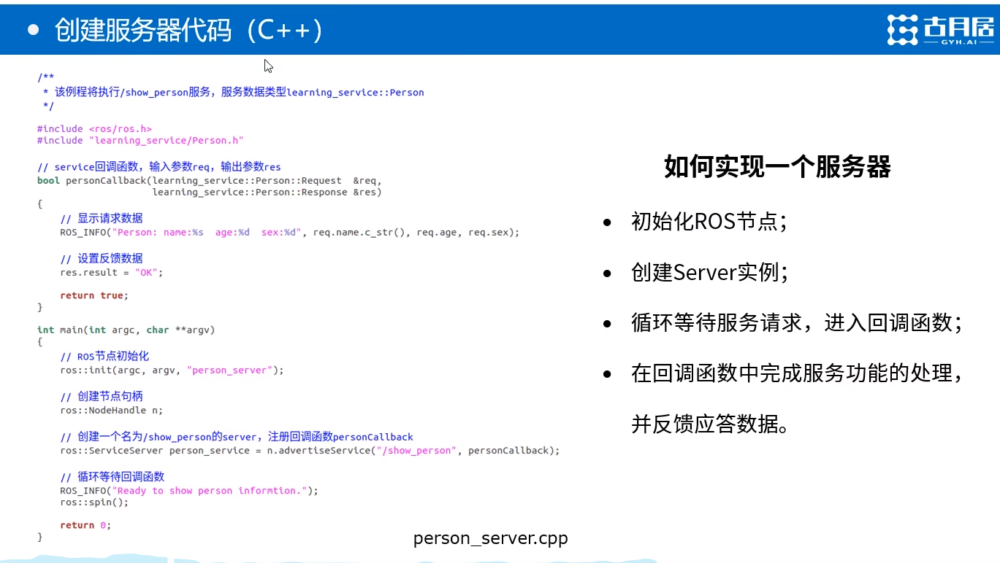 • 创建服务器代码（C++）
古月居
GYH.AI
/**
 * 该例程将执行/show_person服务，服务数据类型learning_service::Person
 */
#include <ros/ros.h>
#include "learning_service/Person.h"
// service回调函数，输入参数req，输出参数res
bool personCallback(learning_service::Person::Request  &req,
                    learning_service::Person::Response &res)
{
    // 显示请求数据
    ROS_INFO("Person: name:%s  age:%d  sex:%d", req.name.c_str(), req.age, req.sex);
    // 设置反馈数据
    res.result = "OK";
    return true;
}
int main(int argc, char **argv)
{
    // ROS节点初始化
    ros::init(argc, argv, "person_server");
    // 创建节点句柄
    ros::NodeHandle n;
    // 创建一个名为/show_person的server，注册回调函数personCallback
    ros::ServiceServer person_service = n.advertiseService("/show_person", personCallback);
    // 循环等待回调函数
    ROS_INFO("Ready to show person informtion.");
    ros::spin();
    return 0;
}
person_server.cpp
如何实现一个服务器
• 初始化ROS节点；
• 创建Server实例；
• 循环等待服务请求，进入回调函数；
• 在回调函数中完成服务功能的处理，
并反馈应答数据。